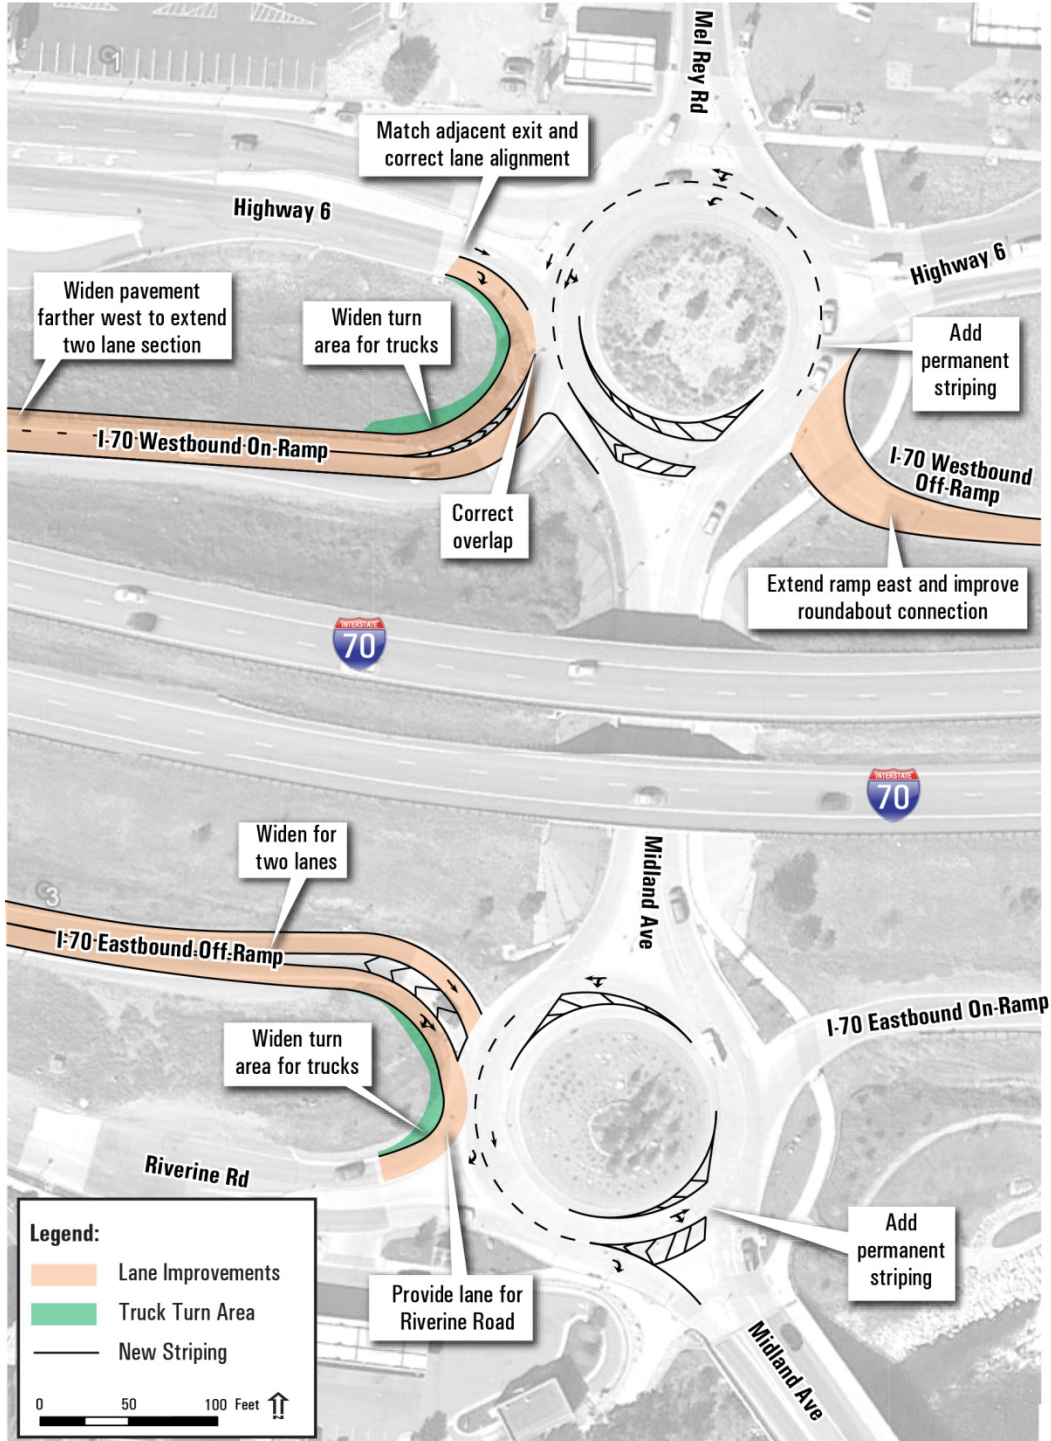 1
Mel Rey Rd
Match adjacent exit and
correct lane alignment
Highway 6
Highway 6
Widen pavement
farther west to extend
two lane section
Widen turn
area for trucks
Add
permanent
striping
I-70 Westbound On-Ramp
I-70 Westbound
Off-Ramp
Correct
overlap
Extend ramp east and improve
roundabout connection
INTERSTATE
70
INTERSTATE
70
Widen for
two lanes
Midland Ave
3
I-70 Eastbound Off-Ramp
I-70 Eastbound On-Ramp
Widen turn
area for trucks
Riverine Rd
Add
permanent
striping
Provide lane for
Riverine Road
Midland Ave
Legend:
Lane Improvements
Truck Turn Area
New Striping
0 50 100 Feet N